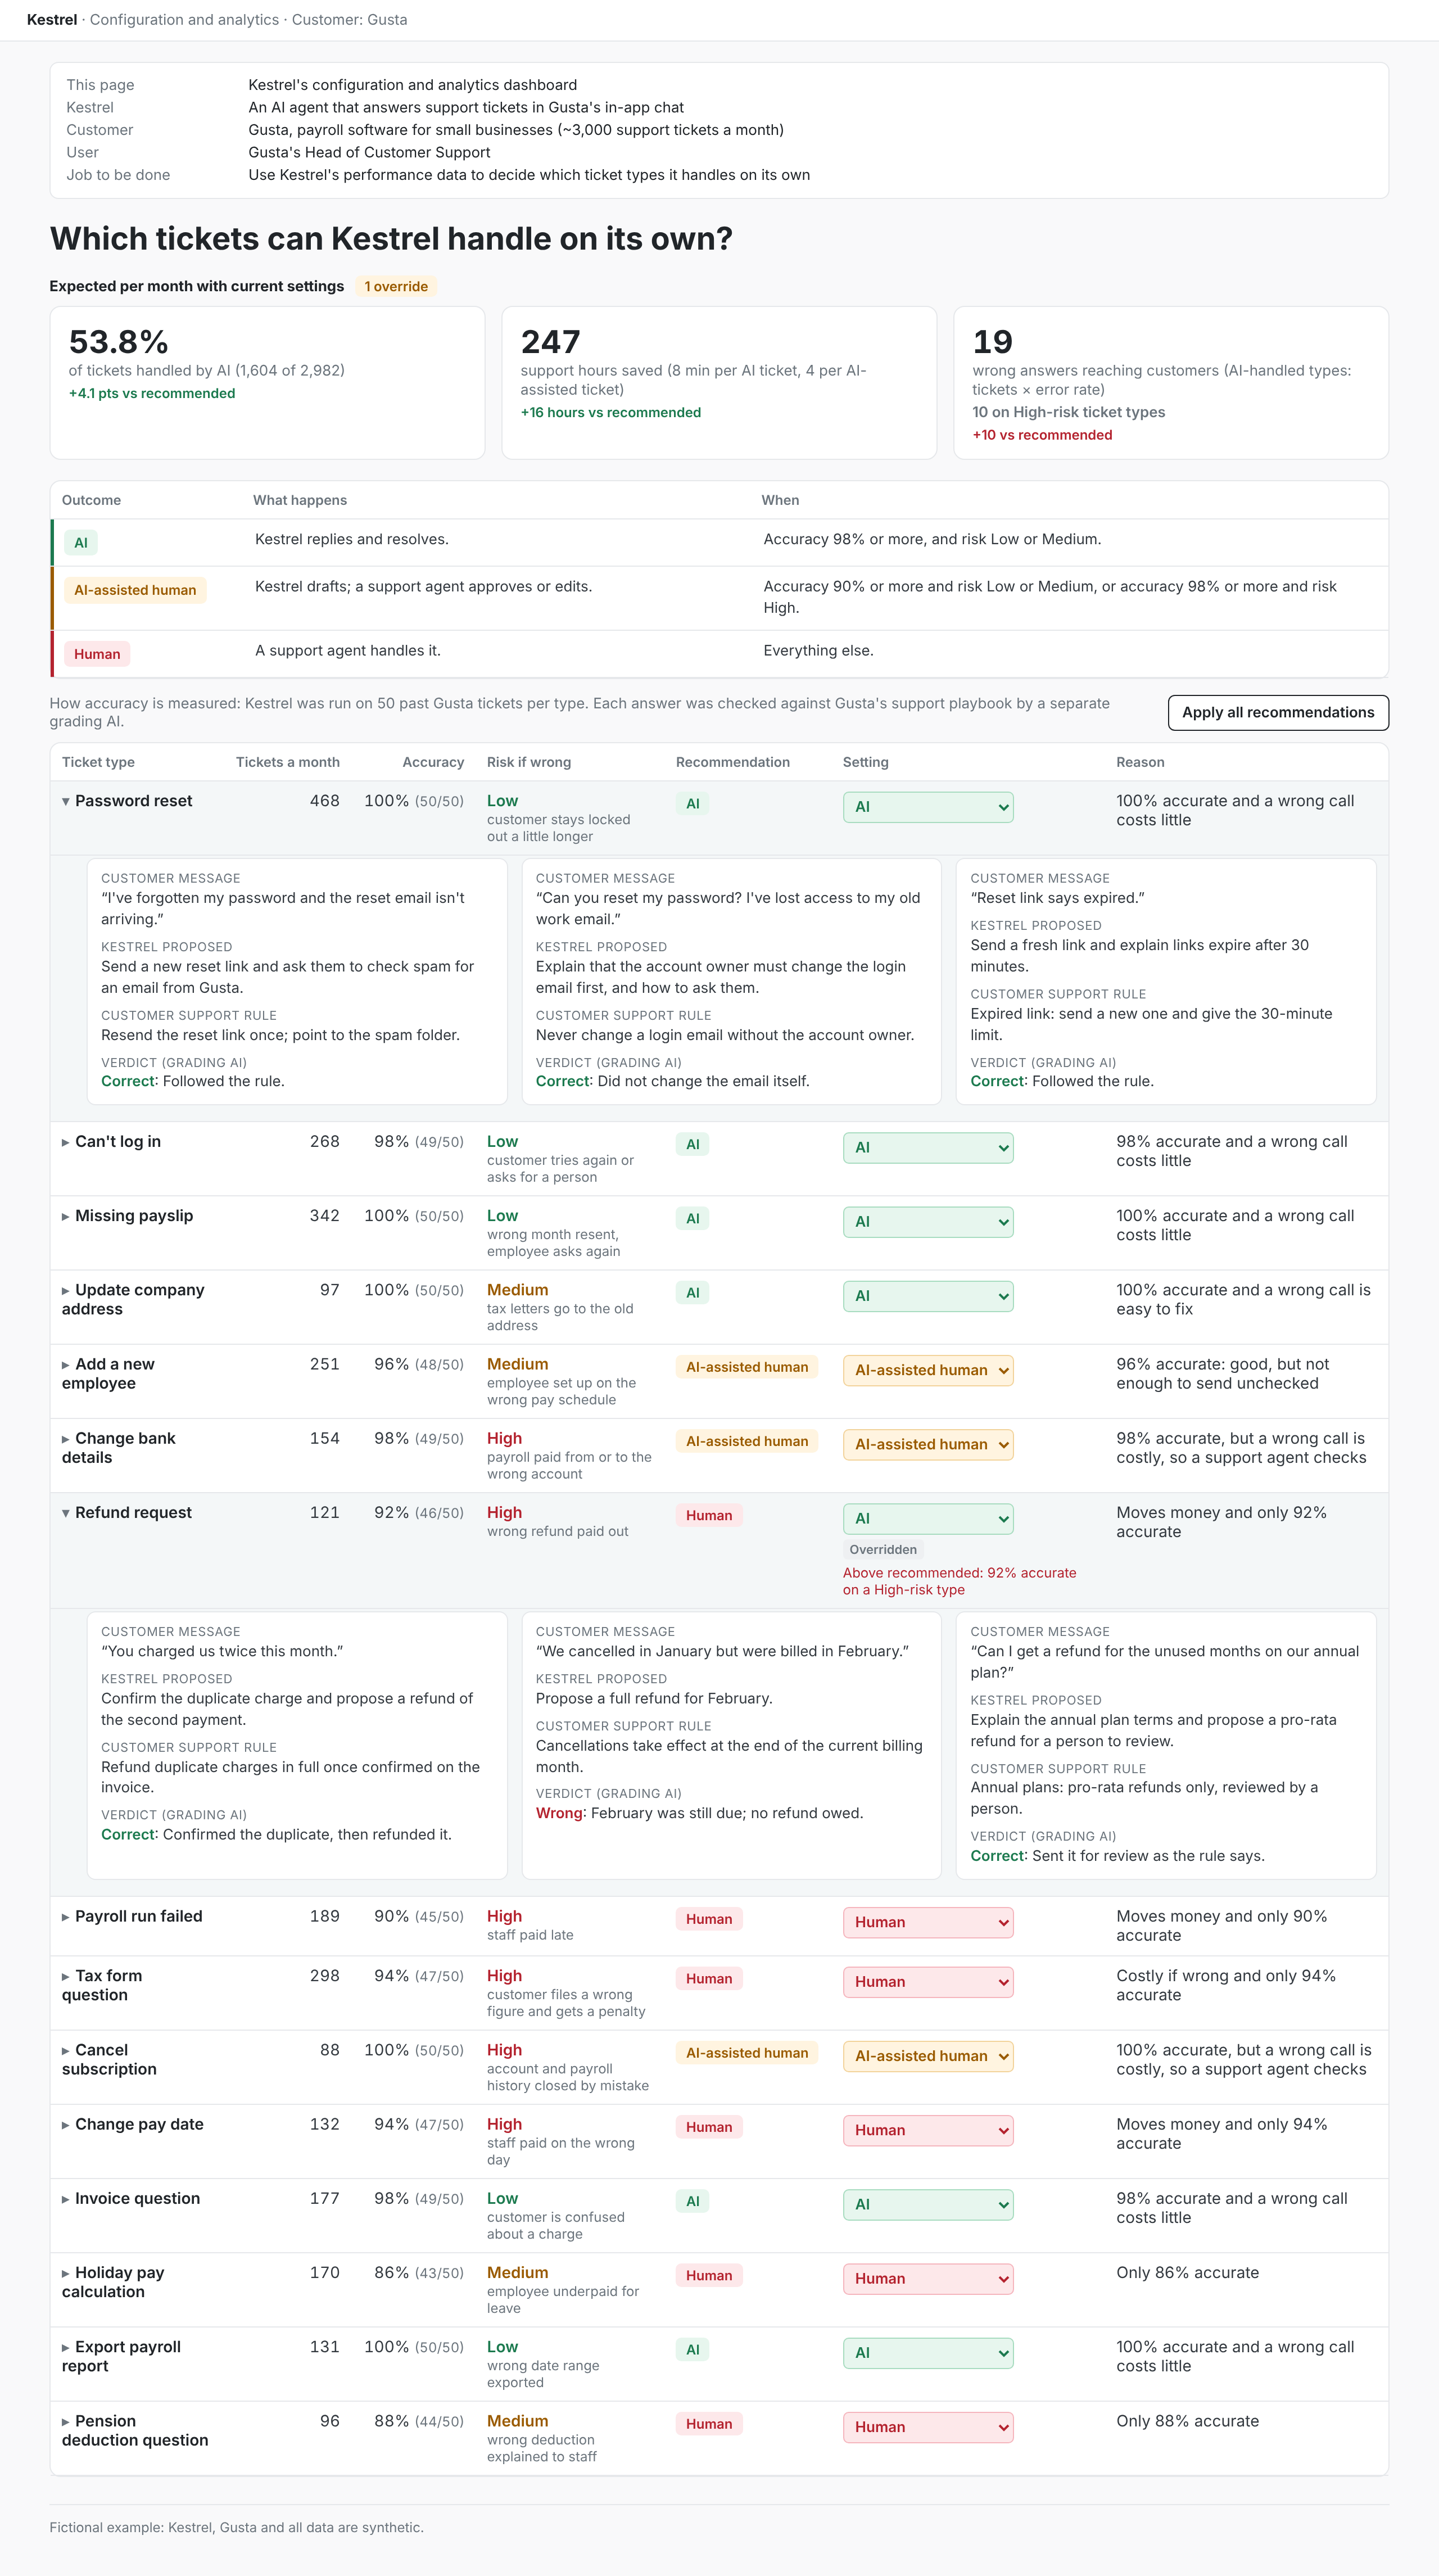 Kestrel · Configuration and analytics · Customer: Gusta
This page Kestrel's configuration and analytics dashboard
Kestrel An AI agent that answers support tickets in Gusta's in-app chat
Customer Gusta, payroll software for small businesses (~3,000 support tickets a month)
User Gusta's Head of Customer Support
Job to be done Use Kestrel's performance data to decide which ticket types it handles on its own
Which tickets can Kestrel handle on its own?
Expected per month with current settings 1 override
53.8%
of tickets handled by AI (1,604 of 2,982)
+4.1 pts vs recommended
247
support hours saved (8 min per AI ticket, 4 per AI-
assisted ticket)
+16 hours vs recommended
19
wrong answers reaching customers (AI-handled types:
tickets × error rate)
10 on High-risk ticket types
+10 vs recommended
Outcome What happens When
AI Kestrel replies and resolves. Accuracy 98% or more, and risk Low or Medium.
AI-assisted human Kestrel drafts; a support agent approves or edits. Accuracy 90% or more and risk Low or Medium, or accuracy 98% or more and risk
High.
Human A support agent handles it. Everything else.
How accuracy is measured: Kestrel was run on 50 past Gusta tickets per type. Each answer was checked against Gusta's support playbook by a separate
grading AI.
Apply all recommendations
Ticket type Tickets a month Accuracy Risk if wrong Recommendation Setting Reason
▾ Password reset 468 100% (50/50) Low AI AI 100% accurate and a wrong call
customer stays locked costs little
out a little longer
CUSTOMER MESSAGE
“I've forgotten my password and the reset email isn't
arriving.”
KESTREL PROPOSED
Send a new reset link and ask them to check spam for
an email from Gusta.
CUSTOMER SUPPORT RULE
Resend the reset link once; point to the spam folder.
VERDICT (GRADING AI)
Correct: Followed the rule.
CUSTOMER MESSAGE
“Can you reset my password? I've lost access to my old
work email.”
KESTREL PROPOSED
Explain that the account owner must change the login
email first, and how to ask them.
CUSTOMER SUPPORT RULE
Never change a login email without the account owner.
VERDICT (GRADING AI)
Correct: Did not change the email itself.
CUSTOMER MESSAGE
“Reset link says expired.”
KESTREL PROPOSED
Send a fresh link and explain links expire after 30
minutes.
CUSTOMER SUPPORT RULE
Expired link: send a new one and give the 30-minute
limit.
VERDICT (GRADING AI)
Correct: Followed the rule.
▸ Can't log in 268 98% (49/50) Low AI AI 98% accurate and a wrong call
customer tries again or costs little
asks for a person
▸ Missing payslip 342 100% (50/50) Low AI AI 100% accurate and a wrong call
wrong month resent, costs little
employee asks again
▸ Update company 97 100% (50/50) Medium AI AI 100% accurate and a wrong call is
address tax letters go to the old easy to fix
address
▸ Add a new 251 96% (48/50) Medium AI-assisted human AI-assisted human 96% accurate: good, but not
employee employee set up on the enough to send unchecked
wrong pay schedule
▸ Change bank 154 98% (49/50) High AI-assisted human AI-assisted human 98% accurate, but a wrong call is
details payroll paid from or to the costly, so a support agent checks
wrong account
▾ Refund request 121 92% (46/50) High Human AI Moves money and only 92%
wrong refund paid out accurate
Overridden
Above recommended: 92% accurate
on a High-risk type
CUSTOMER MESSAGE
“You charged us twice this month.”
KESTREL PROPOSED
Confirm the duplicate charge and propose a refund of
the second payment.
CUSTOMER SUPPORT RULE
Refund duplicate charges in full once confirmed on the
invoice.
VERDICT (GRADING AI)
Correct: Confirmed the duplicate, then refunded it.
CUSTOMER MESSAGE
“We cancelled in January but were billed in February.”
KESTREL PROPOSED
Propose a full refund for February.
CUSTOMER SUPPORT RULE
Cancellations take effect at the end of the current billing
month.
VERDICT (GRADING AI)
Wrong: February was still due; no refund owed.
CUSTOMER MESSAGE
“Can I get a refund for the unused months on our annual
plan?”
KESTREL PROPOSED
Explain the annual plan terms and propose a pro-rata
refund for a person to review.
CUSTOMER SUPPORT RULE
Annual plans: pro-rata refunds only, reviewed by a
person.
VERDICT (GRADING AI)
Correct: Sent it for review as the rule says.
▸ Payroll run failed 189 90% (45/50) High Human Human Moves money and only 90%
staff paid late accurate
▸ Tax form 298 94% (47/50) High Human Human Costly if wrong and only 94%
question customer files a wrong accurate
figure and gets a penalty
▸ Cancel 88 100% (50/50) High AI-assisted human AI-assisted human 100% accurate, but a wrong call is
subscription account and payroll costly, so a support agent checks
history closed by mistake
▸ Change pay date 132 94% (47/50) High Human Human Moves money and only 94%
staff paid on the wrong accurate
day
▸ Invoice question 177 98% (49/50) Low AI AI 98% accurate and a wrong call
customer is confused costs little
about a charge
▸ Holiday pay 170 86% (43/50) Medium Human Human Only 86% accurate
calculation employee underpaid for
leave
▸ Export payroll 131 100% (50/50) Low AI AI 100% accurate and a wrong call
report wrong date range costs little
exported
▸ Pension 96 88% (44/50) Medium Human Human Only 88% accurate
deduction question wrong deduction
explained to staff
Fictional example: Kestrel, Gusta and all data are synthetic.